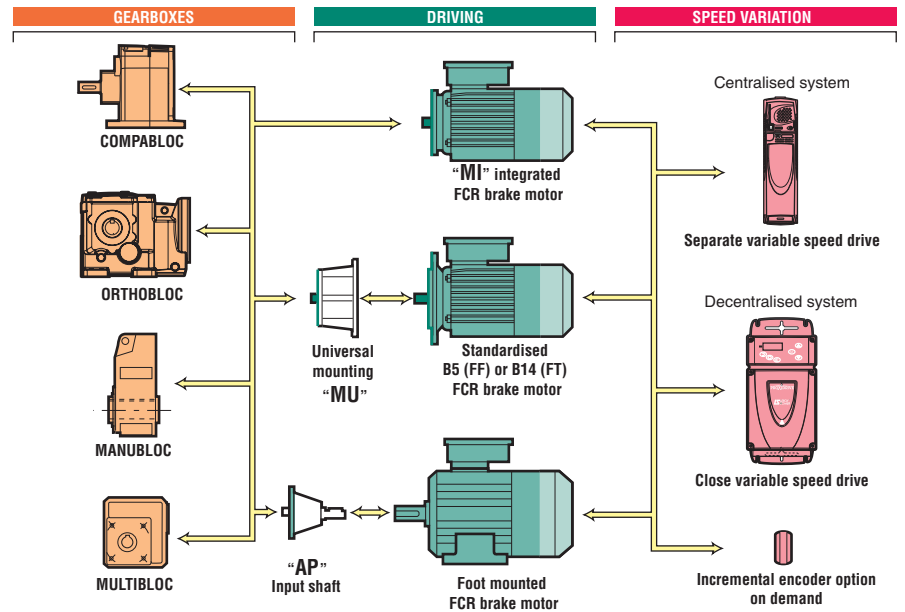 GEARBOXES
DRIVING
SPEED VARIATION
COMPABLOC
ORTHOBLOC
MANUBLOC
MULTIBLOC
“MI” integrated
FCR brake motor
Universal
mounting
“MU”
Standardised
B5 (FF) or B14 (FT)
FCR brake motor
“AP”
Input shaft
Foot mounted
FCR brake motor
Centralised system
Separate variable speed drive
Decentralised system
Close variable speed drive
Incremental encoder option
on demand